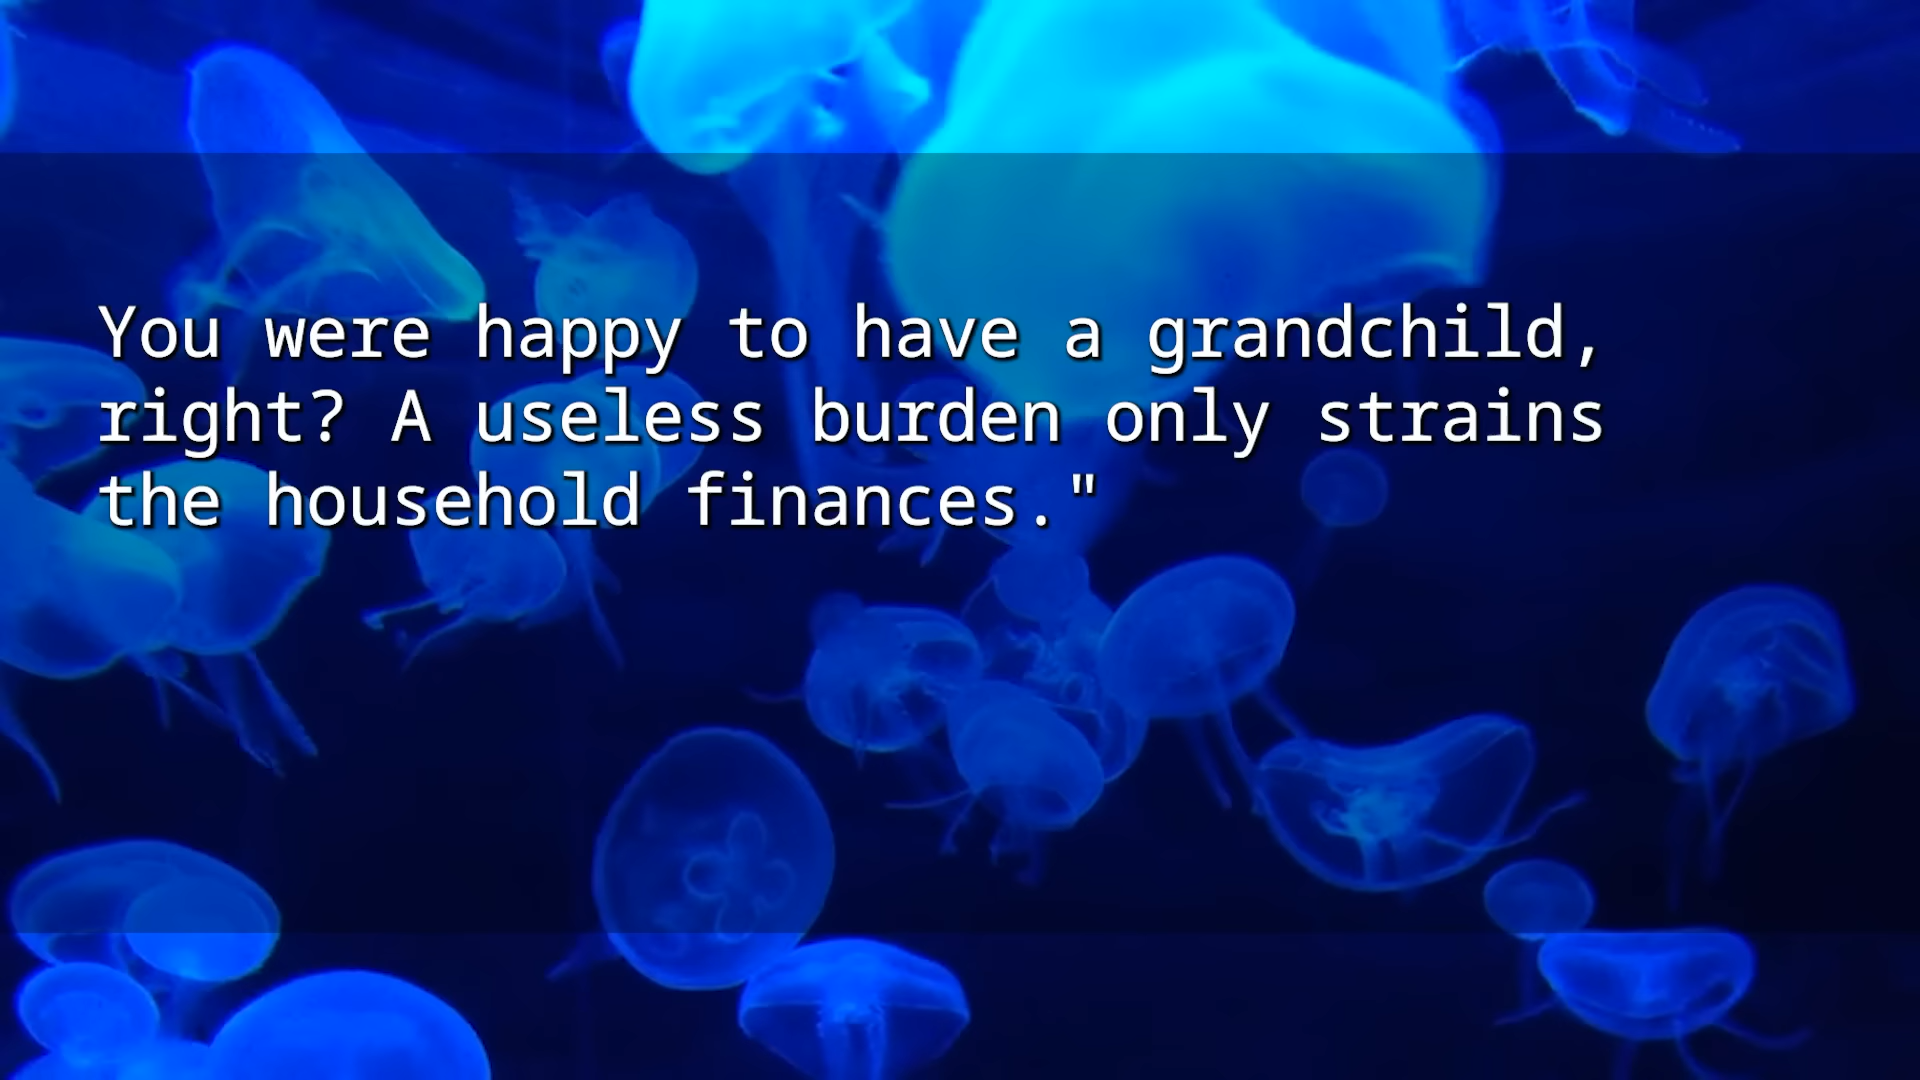 You were happy to have a grandchild,
right? A useless burden only strains
the household finances."